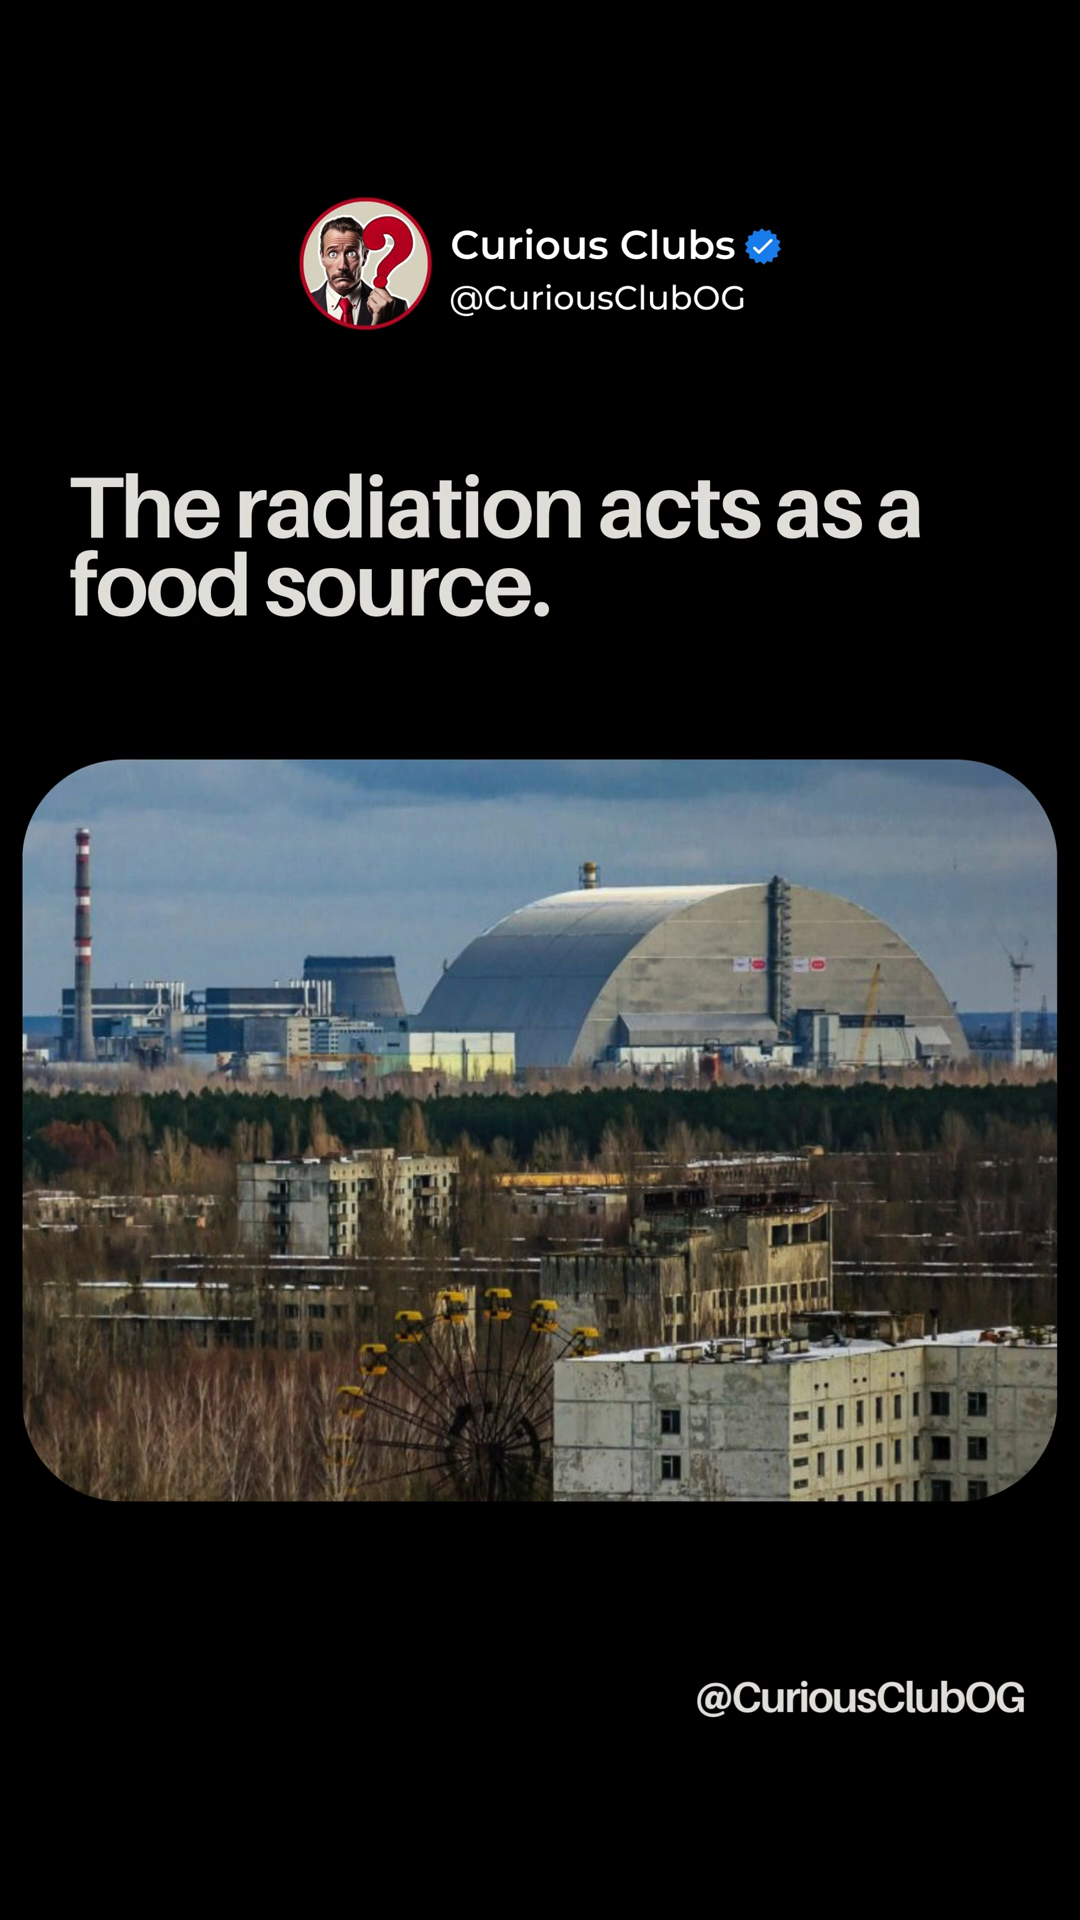 Curious Clubs
@CuriousClubOG
The radiation acts as a
food source.
@CuriousClubOG